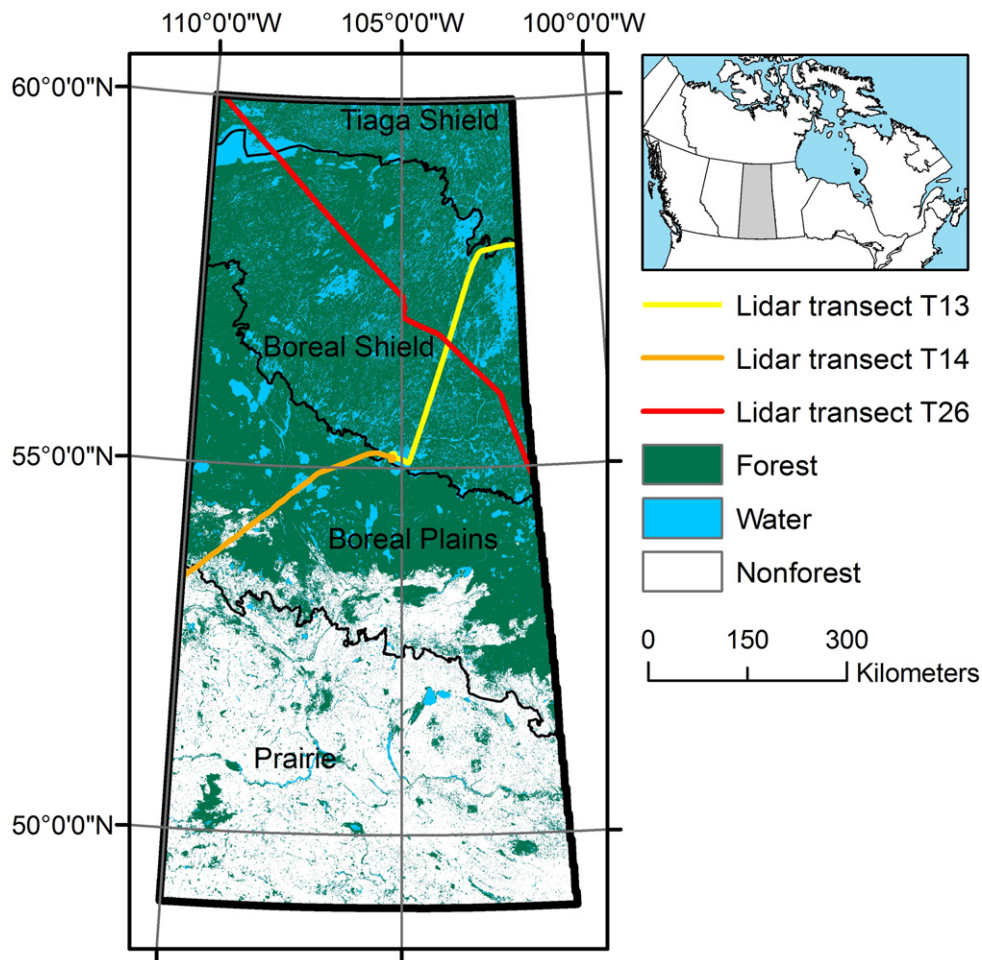 110°0'0"W 105°0'0"W 100°0'0"W
60°0'0"N
Tiaga Shield
Boreal Shield
55°0'0"N
Boreal Plains
Prairie
50°0'0"N
Lidar transect T13
Lidar transect T14
Lidar transect T26
Forest
Water
Nonforest
0 150 300
Kilometers